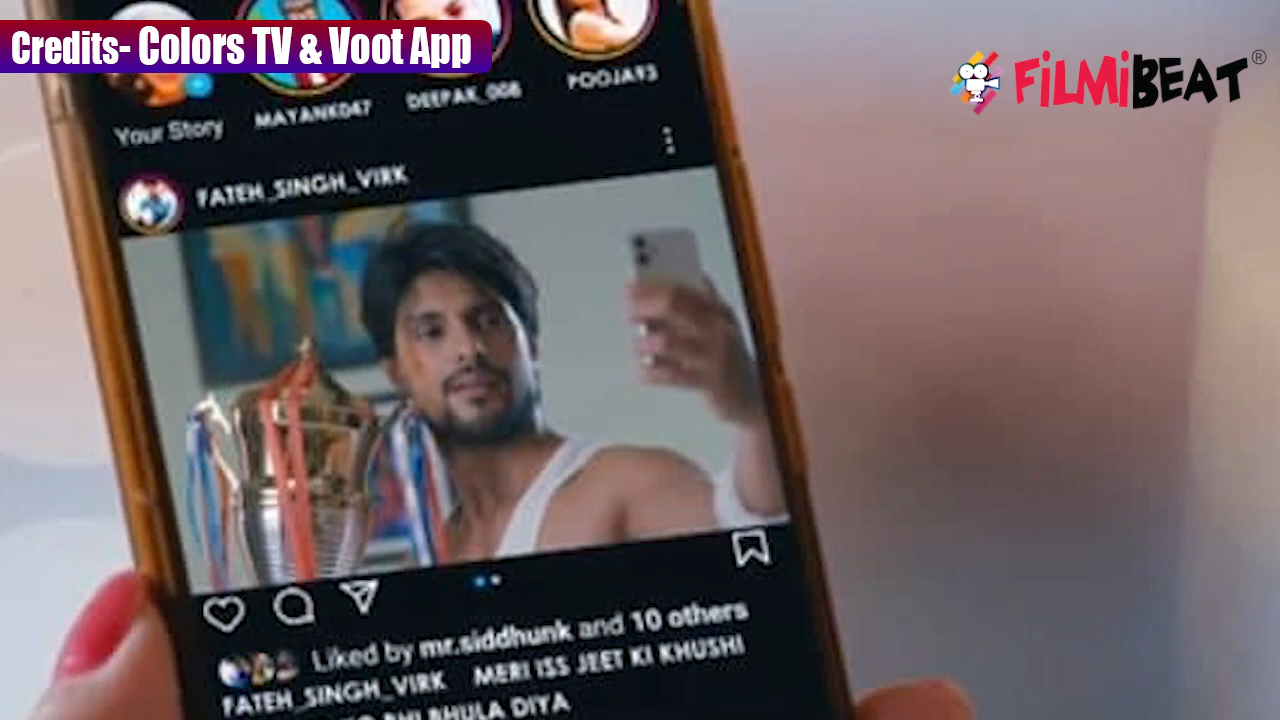 Credits- Colors TV & Voot App
FiLMiBEAT®
Your Story
MAYANK047
DEEPAK_008
POOJA93
FATEH_SINGH_VIRK
Liked by mr.siddhunk and 10 others
FATEH_SINGH_VIRK MERI ISS JEET KI KHUSHI
BHI BHULA DIYA